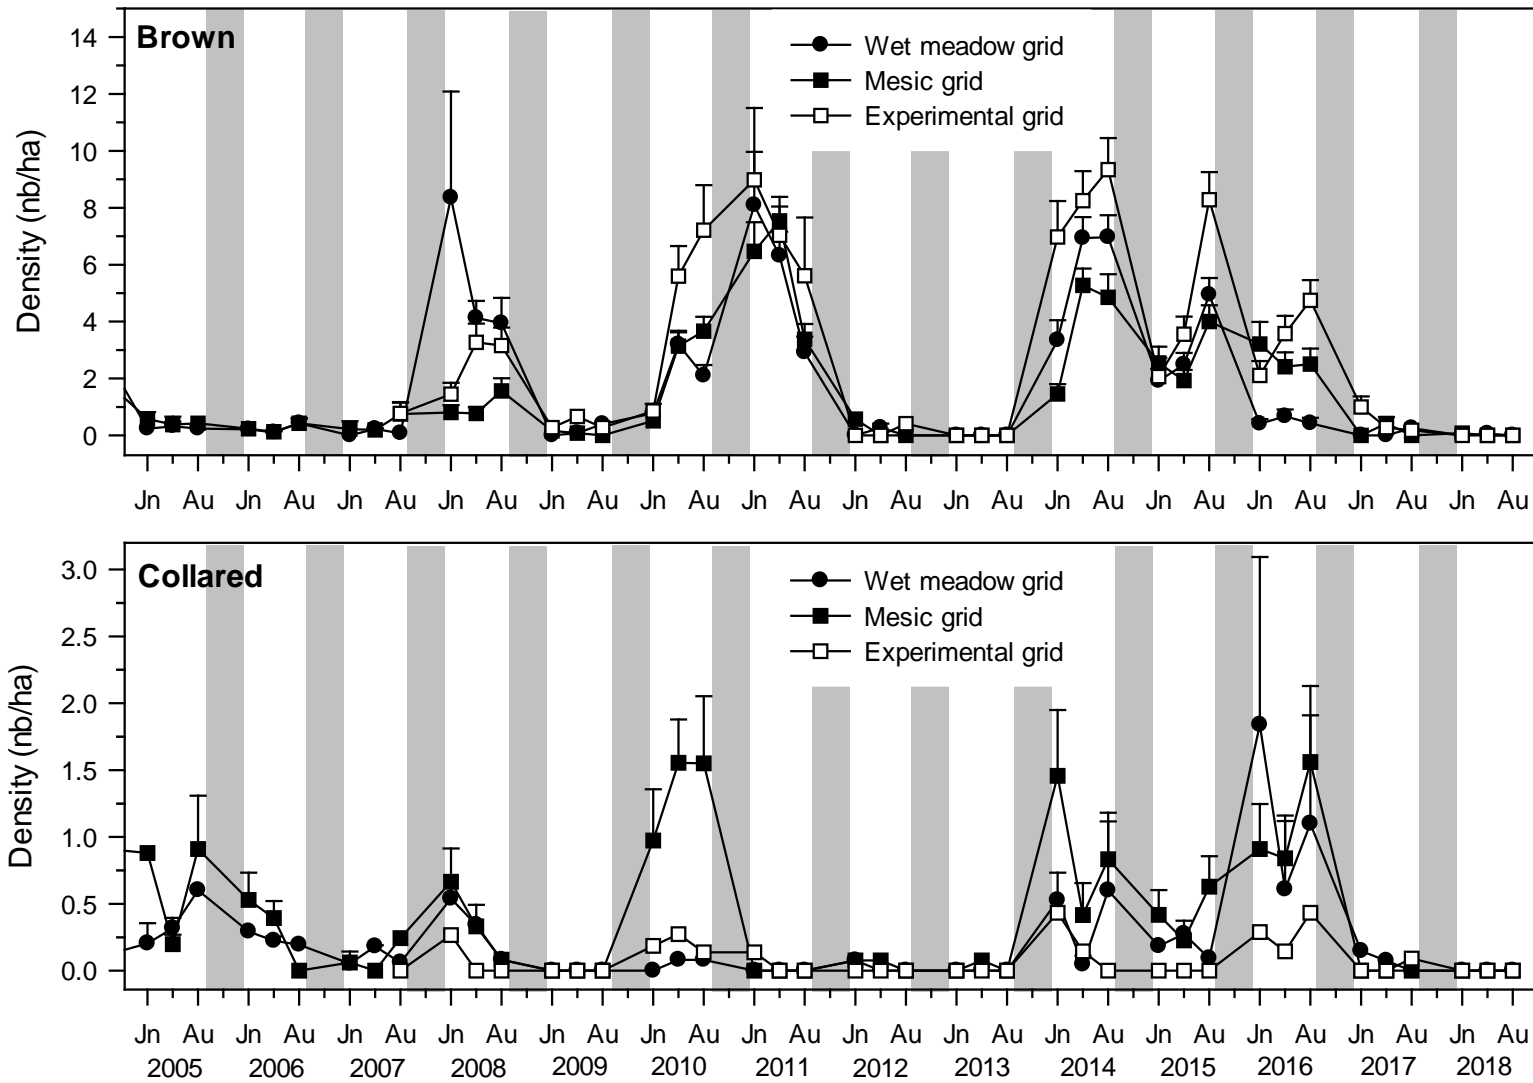 Brown
Wet meadow grid
Mesic grid
Experimental grid
Density (nb/ha)
14
12
10
8
6
4
2
0
Jn Au Jn Au Jn Au Jn Au Jn Au Jn Au Jn Au Jn Au Jn Au Jn Au Jn Au Jn Au Jn Au Jn Au
Collared
Wet meadow grid
Mesic grid
Experimental grid
Density (nb/ha)
3.0
2.5
2.0
1.5
1.0
0.5
0.0
Jn Au Jn Au Jn Au Jn Au Jn Au Jn Au Jn Au Jn Au Jn Au Jn Au Jn Au Jn Au Jn Au Jn Au
2005 2006 2007 2008 2009 2010 2011 2012 2013 2014 2015 2016 2017 2018